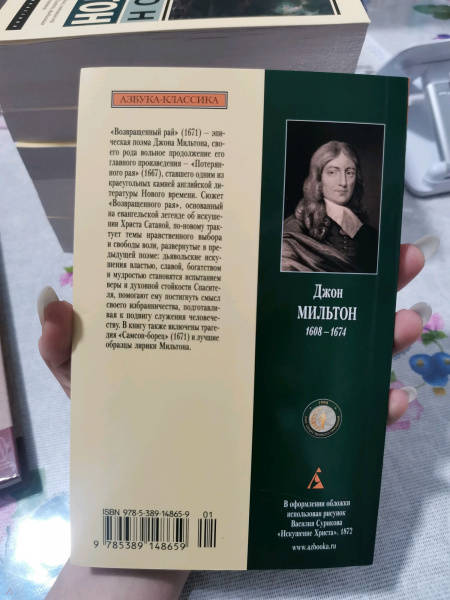 АЗБУКА-КЛАССИКА
«Возвращенный рай» (1671) — эпи-
ческая поэма Джона Мильтона, сво-
его рода вольное продолжение его
главного произведения — «Потерян-
ного рая» (1667), ставшего одним из
краеугольных камней английской
литературы Нового времени. Сюжет
«Возвращенного рая», основанный
на евангельской легенде об искуше-
нии Христа Сатаной, по-новому трак-
тует темы нравственного выбора
и свободы воли, развернутые в пре-
дыдущей поэме: дьявольские иску-
шения властью, славой, богатством
и мудростью становятся испытанием
веры и духовной стойкости Спасите-
ля, помогают ему постигнуть смысл
своего избранничества, подготавли-
вая к подвигу служения человече-
ству. В книгу также включены траге-
дия «Самсон-борец» (1671) и лучшие
образцы лирики Мильтона.
Джон
МИЛЬТОН
1608–1674
В оформлении обложки
использован рисунок
Василия Сурикова
«Искушение Христа». 1872
www.azbooka.ru
ISBN 978-5-389-14865-9
01
9 785389 148659